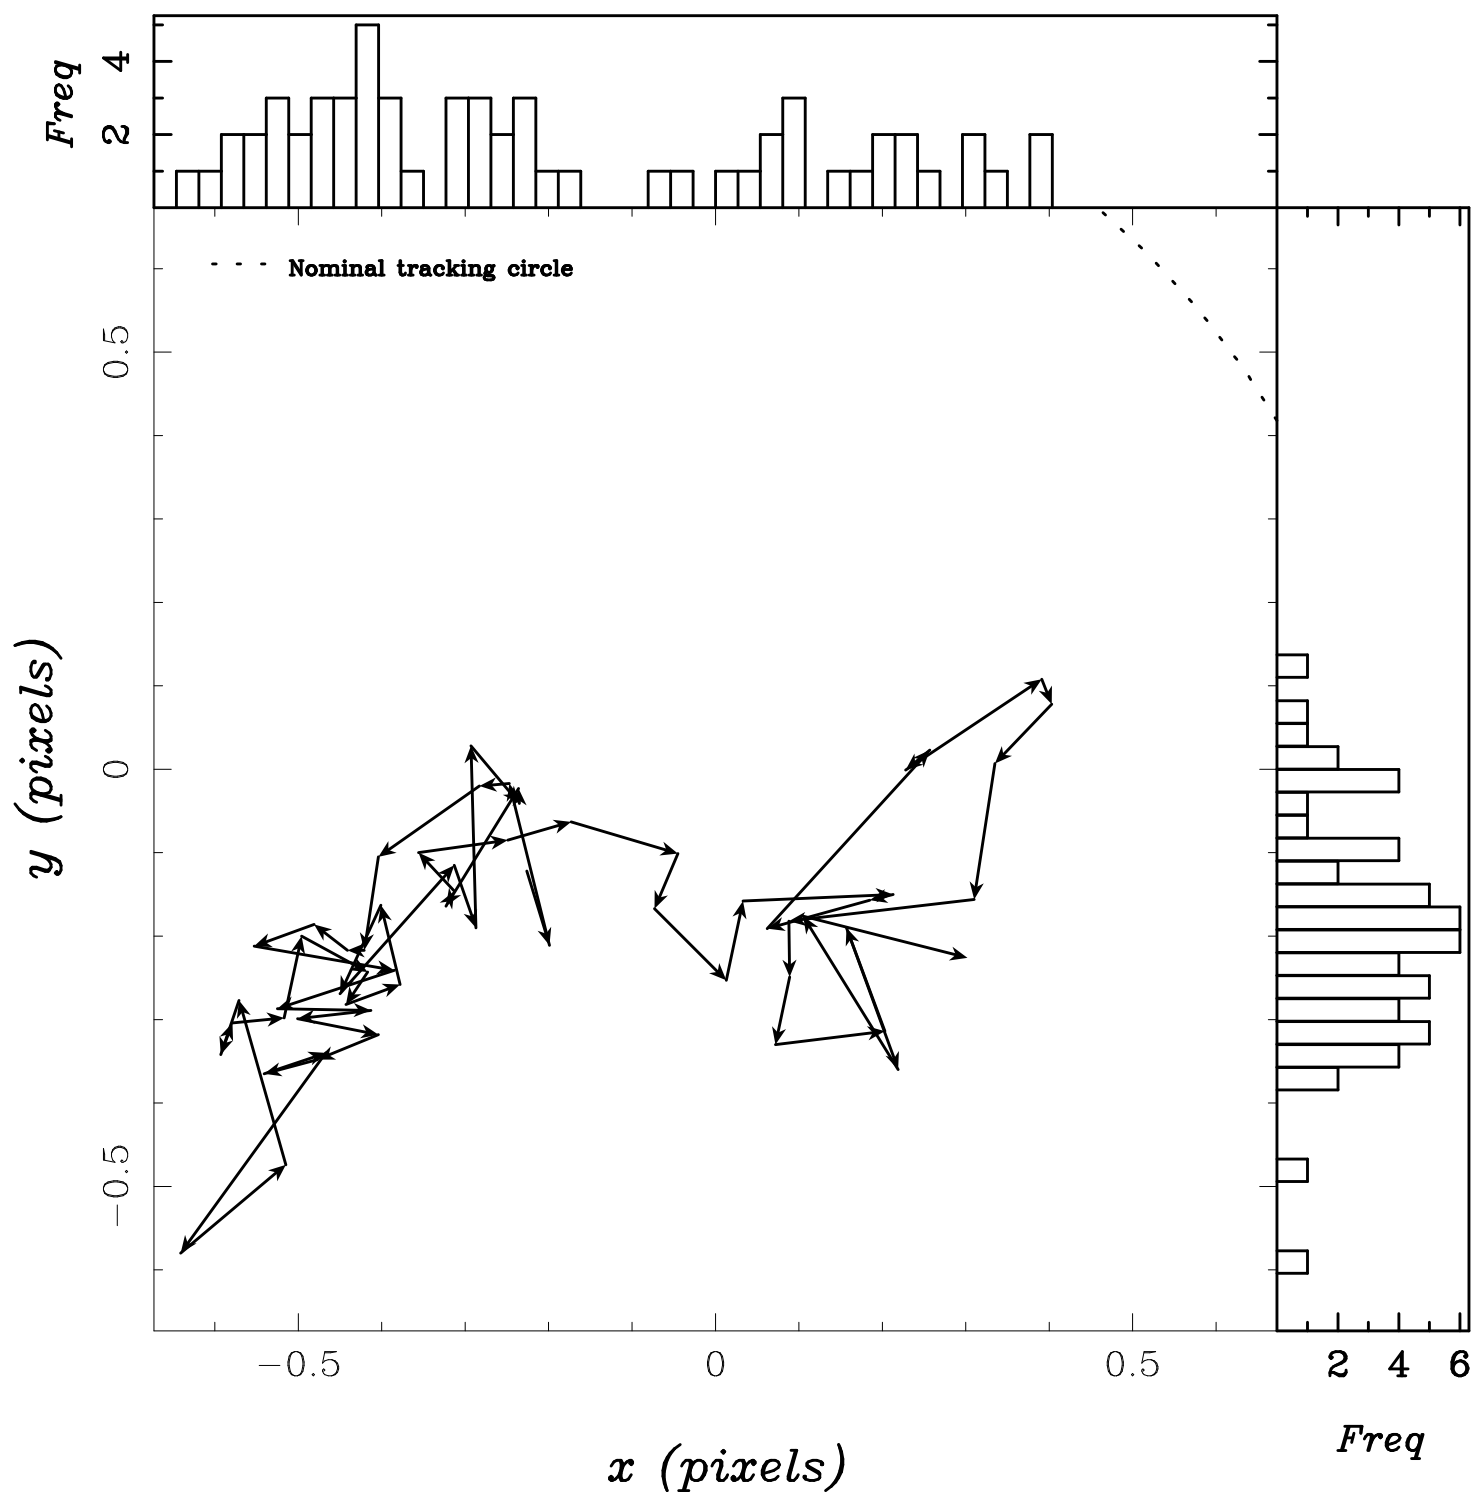 Freq
4
2
Nominal tracking circle
0.5
0
−0.5
y (pixels)
−0.5 0 0.5
2 4 6
Freq
x (pixels)